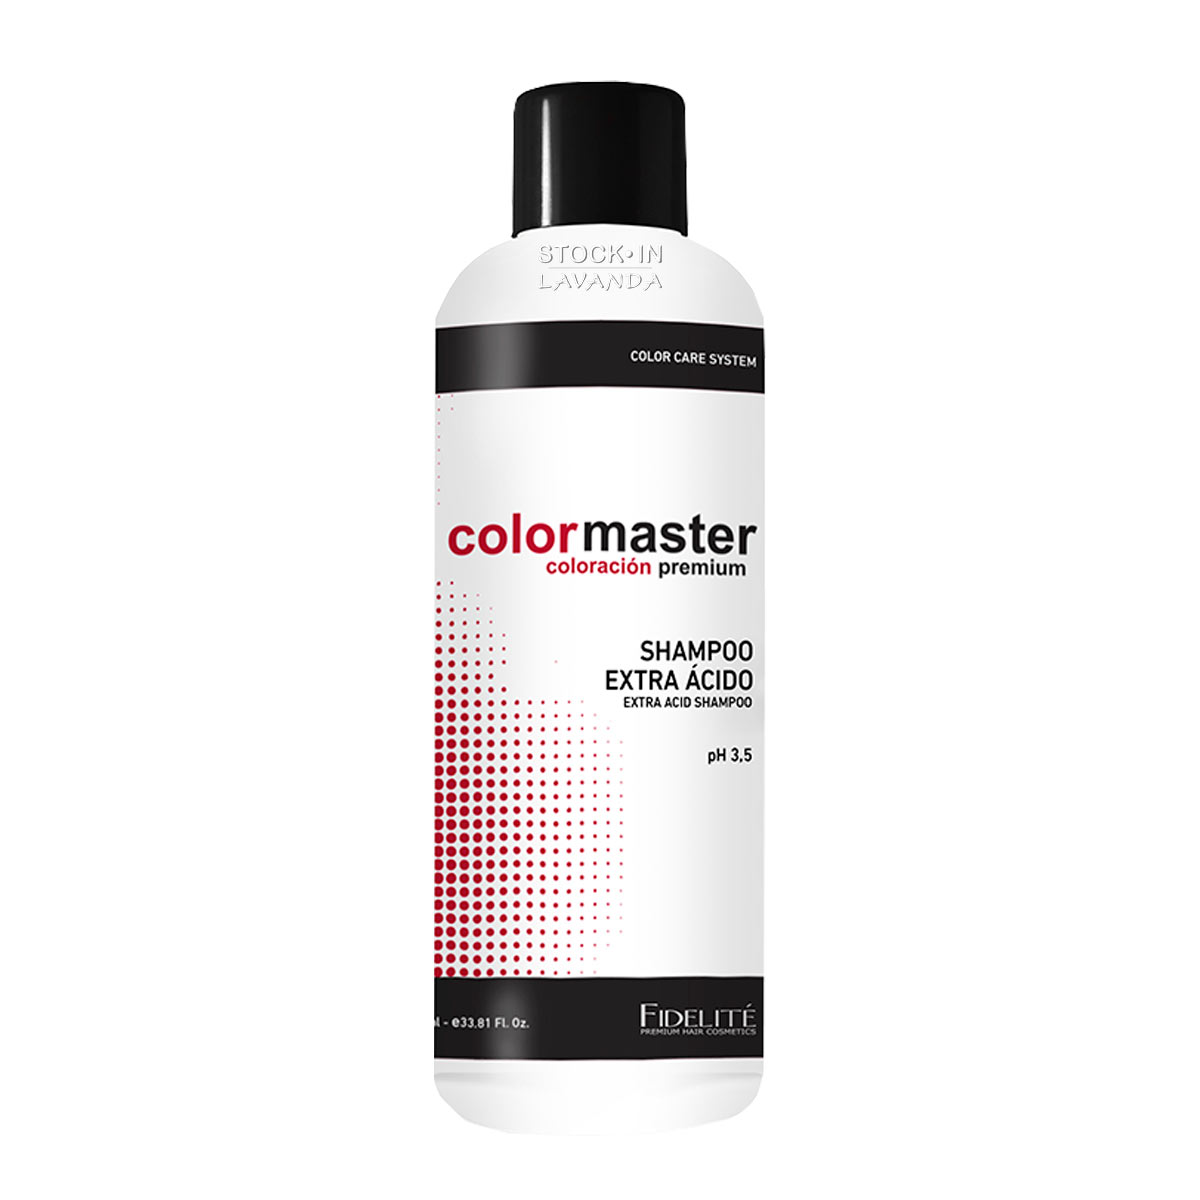 STOCK·IN
LAVANDA
COLOR CARE SYSTEM
colormaster
coloración premium
SHAMPOO
EXTRA ÁCIDO
EXTRA ACID SHAMPOO
pH 3,5
l - e33,81 Fl. Oz.
FIDELITÉ
PREMIUM HAIR COSMETICS